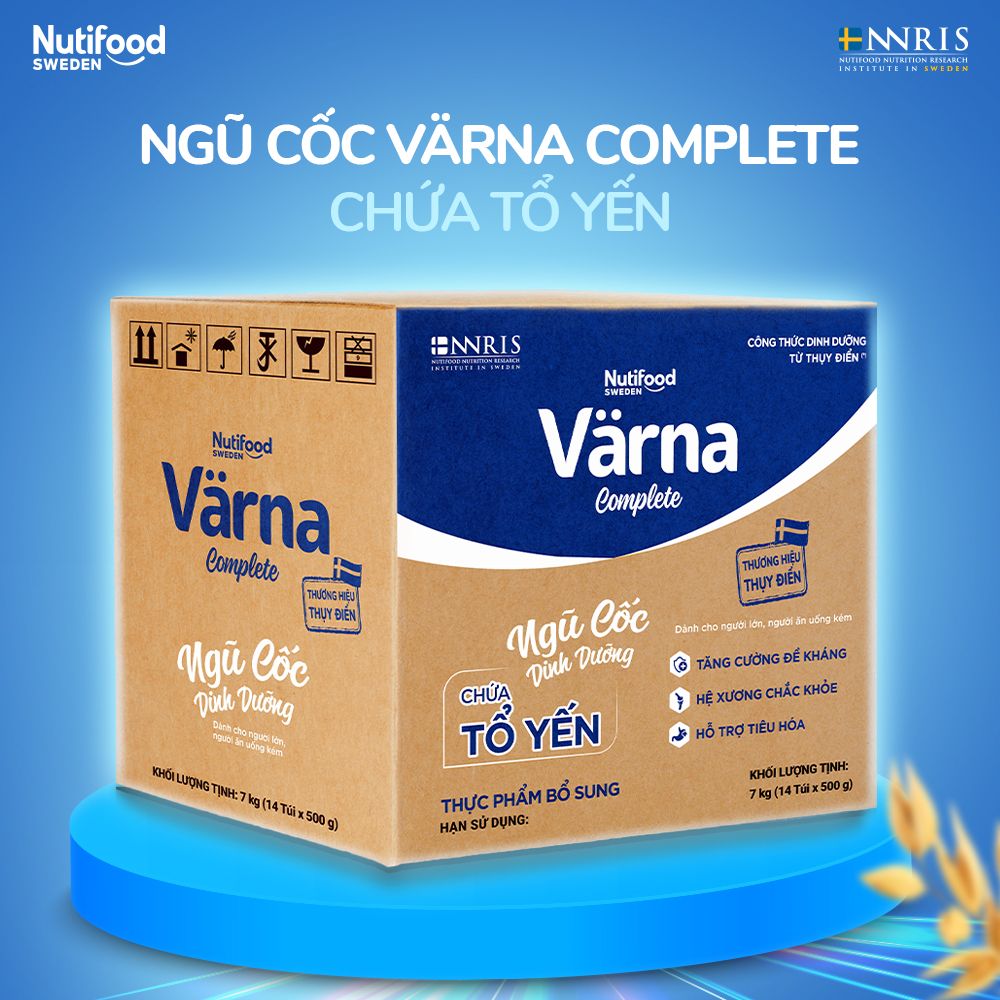 Nutifood
SWEDEN
NNRIS
NUTIFOOD NUTRITION RESEARCH
INSTITUTE IN SWEDEN
NGŨ CỐC VÄRNA COMPLETE
CHỨA TỔ YẾN
Nutifood
SWEDEN
Värna
Complete
THƯƠNG HIỆU
THỤY ĐIỂN
Ngũ Cốc
Dinh Dưỡng
Dành cho người lớn,
người ăn uống kém
KHỐI LƯỢNG TỊNH: 7 kg (14 Túi x 500 g)
NNRIS
NUTIFOOD NUTRITION RESEARCH
INSTITUTE IN SWEDEN
CÔNG THỨC DINH DƯỠNG
TỪ THỤY ĐIỂN (*)
Nutifood
SWEDEN
Värna
Complete
THƯƠNG HIỆU
THỤY ĐIỂN
Ngũ Cốc
Dinh Dưỡng
CHỨA
TỔ YẾN
Dành cho người lớn, người ăn uống kém
TĂNG CƯỜNG ĐỀ KHÁNG
HỆ XƯƠNG CHẮC KHỎE
HỖ TRỢ TIÊU HÓA
THỰC PHẨM BỔ SUNG
HẠN SỬ DỤNG:
KHỐI LƯỢNG TỊNH:
7 kg (14 Túi x 500 g)